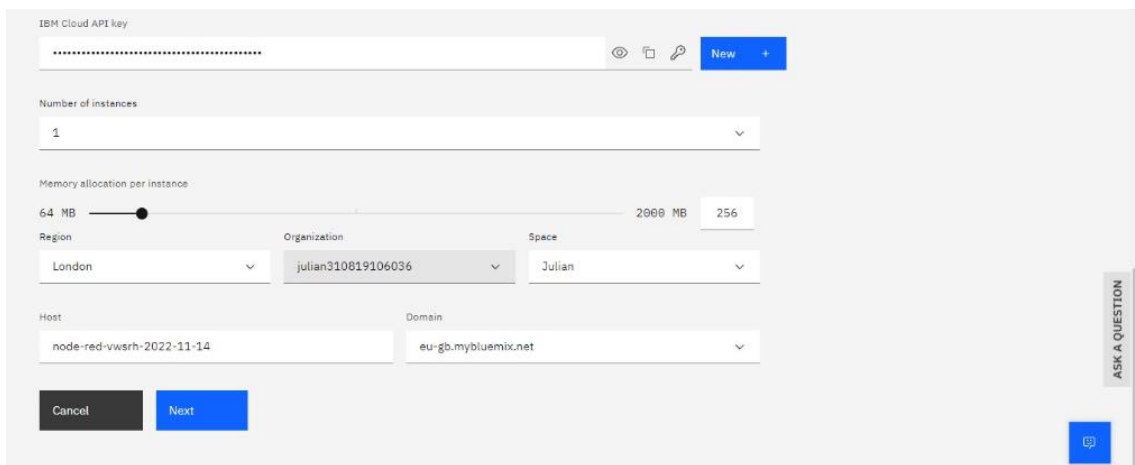 IBM Cloud API key
••••••••••••••••••••••••••••••••••••••••••••
New +
Number of instances
1
Memory allocation per instance
64 MB 2000 MB 256
Region Organization Space
London julian310819106036 Julian
Host Domain
node-red-vwsrh-2022-11-14 eu-gb.mybluemix.net
Cancel Next
ASK A QUESTION